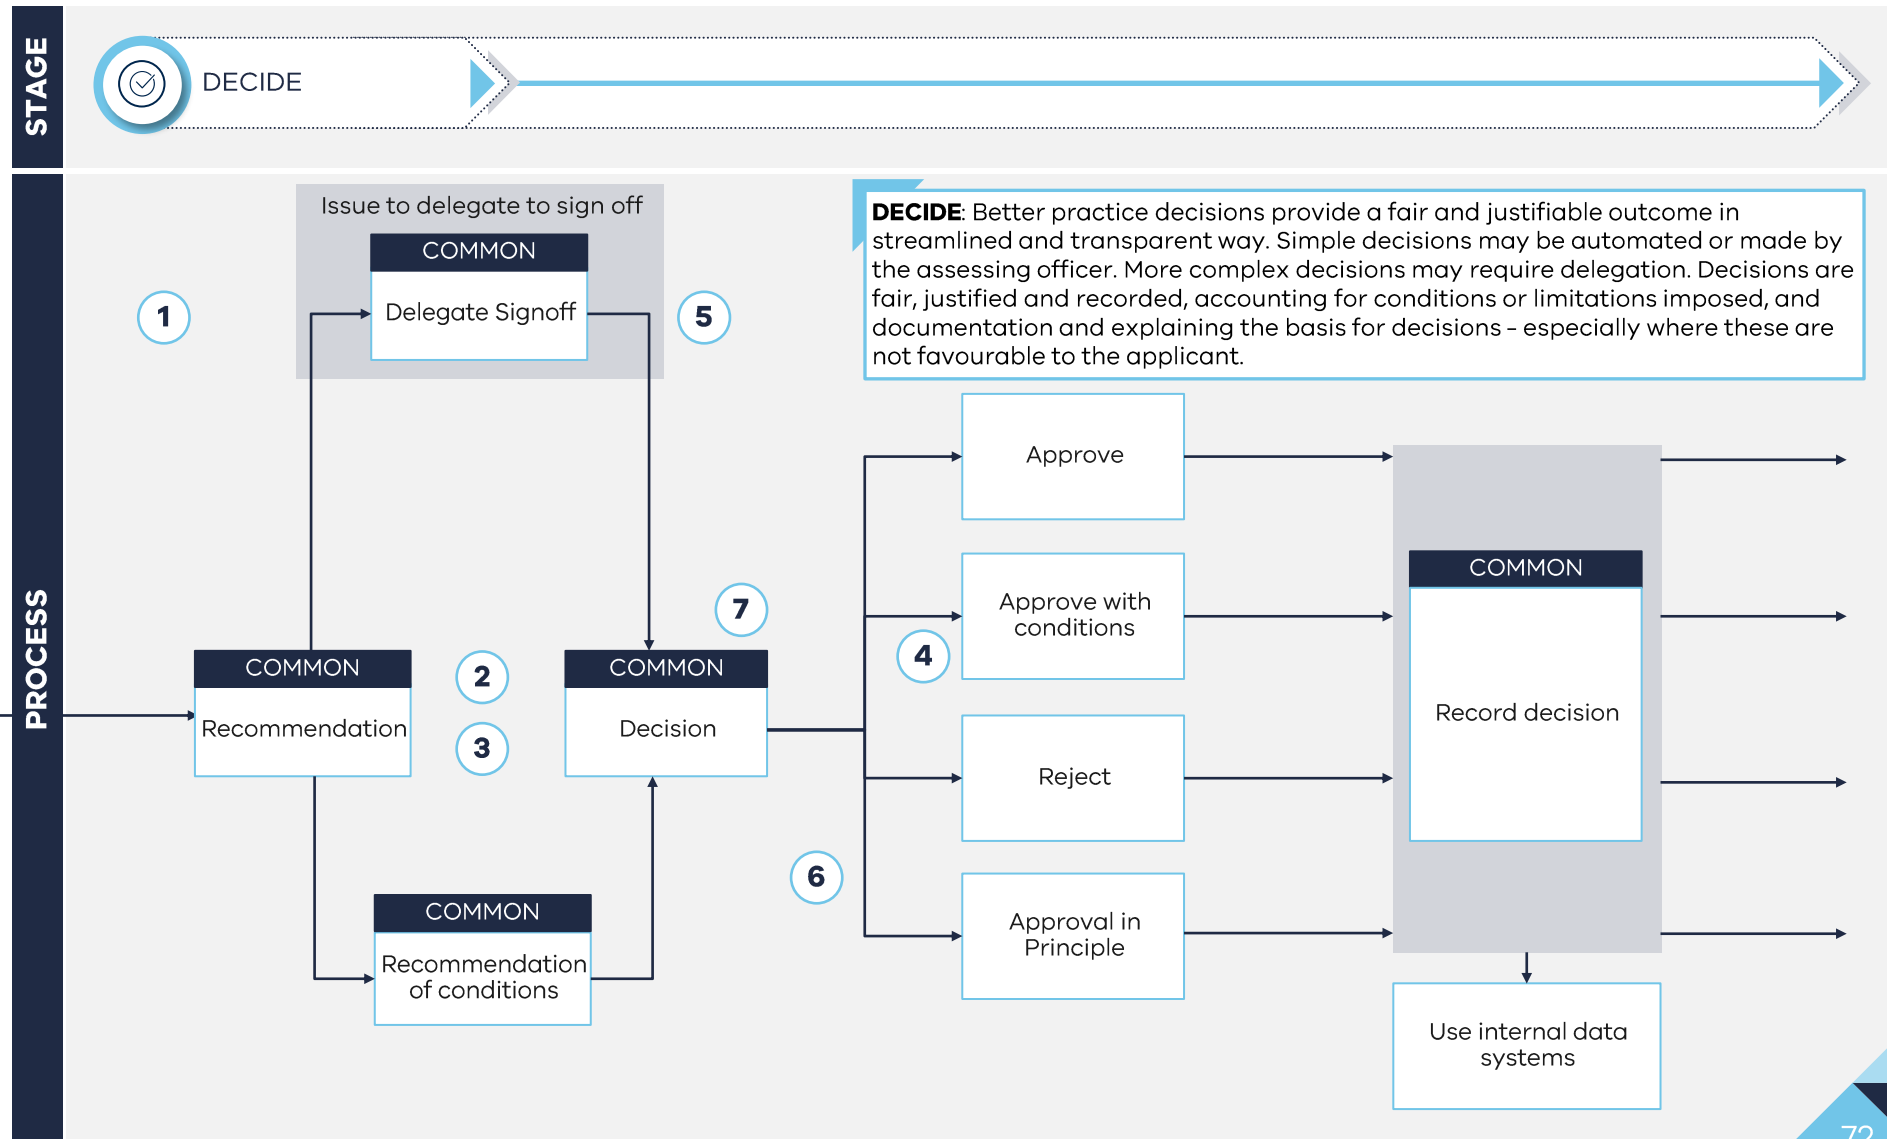 STAGE
DECIDE
PROCESS
Issue to delegate to sign off
COMMON
Delegate Signoff
1
5
DECIDE: Better practice decisions provide a fair and justifiable outcome in
streamlined and transparent way. Simple decisions may be automated or made by
the assessing officer. More complex decisions may require delegation. Decisions are
fair, justified and recorded, accounting for conditions or limitations imposed, and
documentation and explaining the basis for decisions - especially where these are
not favourable to the applicant.
COMMON
Recommendation
2
3
7
COMMON
Decision
COMMON
Recommendation
of conditions
4
6
Approve
Approve with
conditions
Reject
Approval in
Principle
COMMON
Record decision
Use internal data
systems
72